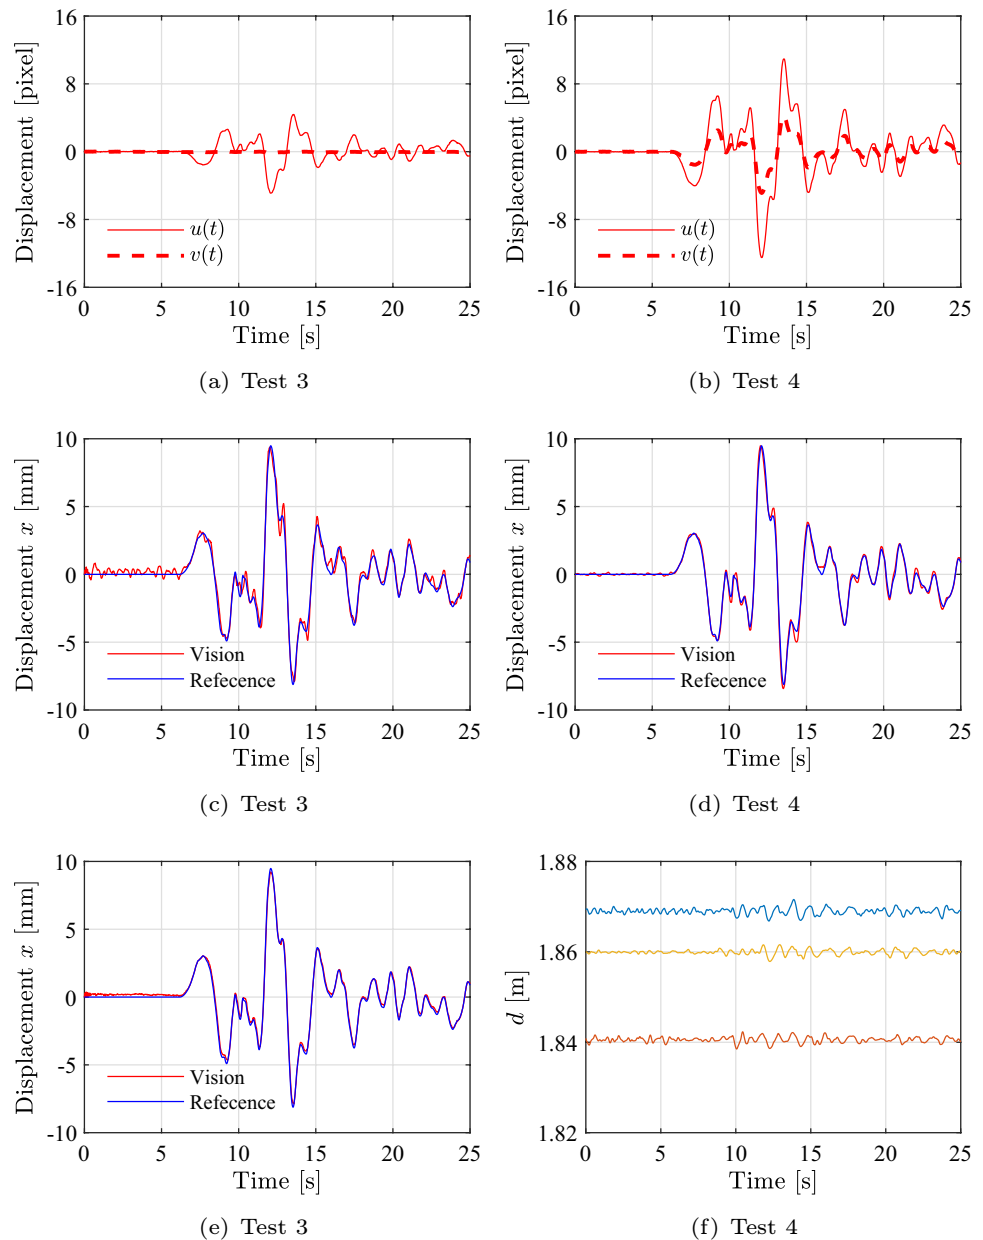 16
8
0
-8
-16
Displacement [pixel]
u(t)
v(t)
0 5 10 15 20 25
Time [s]
(a) Test 3
16
8
0
-8
-16
Displacement [pixel]
u(t)
v(t)
0 5 10 15 20 25
Time [s]
(b) Test 4
10
5
0
-5
-10
Displacement x [mm]
Vision
Refecence
0 5 10 15 20 25
Time [s]
(c) Test 3
10
5
0
-5
-10
Displacement x [mm]
Vision
Refecence
0 5 10 15 20 25
Time [s]
(d) Test 4
10
5
0
-5
-10
Displacement x [mm]
Vision
Refecence
0 5 10 15 20 25
Time [s]
(e) Test 3
1.88
1.86
1.84
1.82
d [m]
0 5 10 15 20 25
Time [s]
(f) Test 4